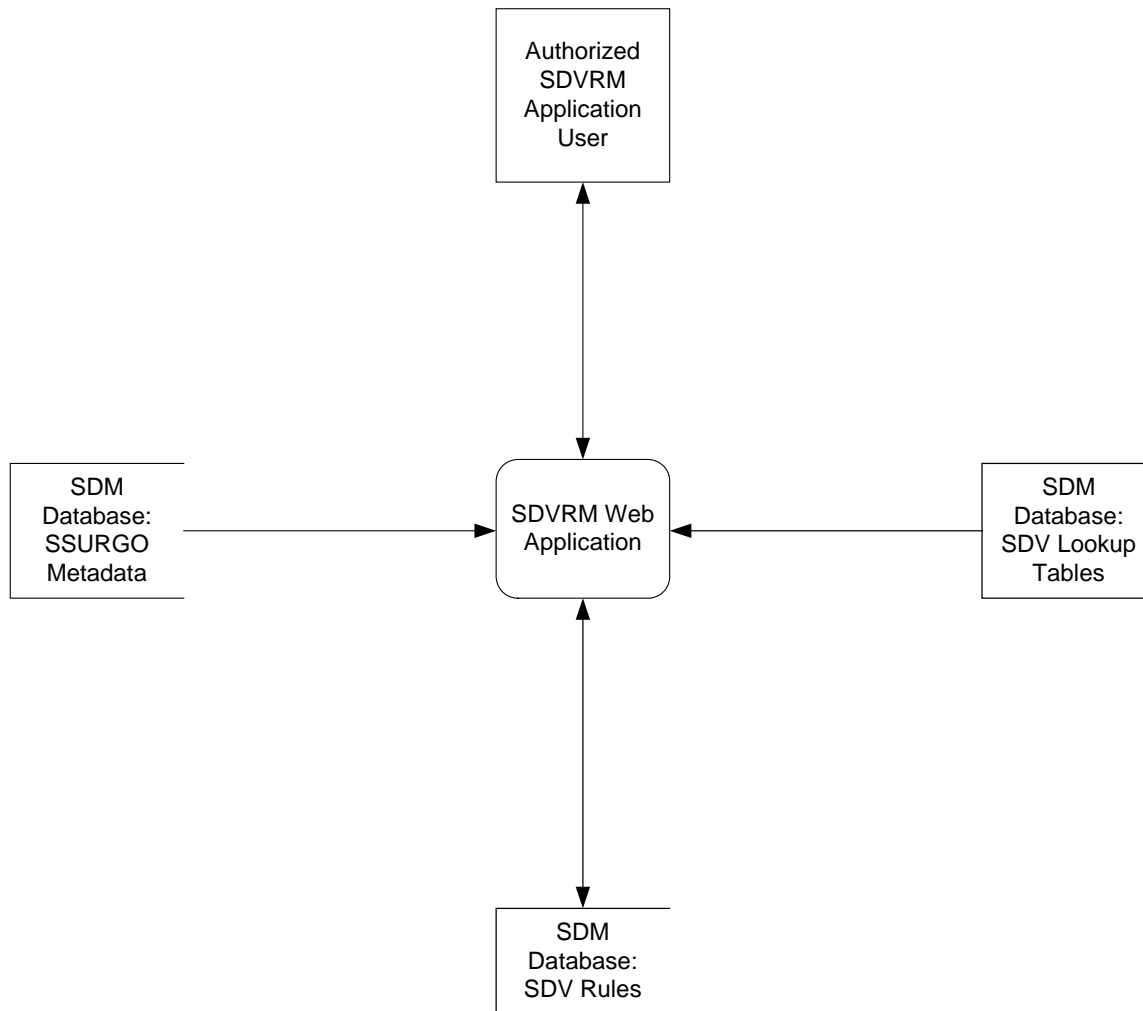 Authorized
SDVRM
Application
User
SDM
Database:
SSURGO
Metadata
SDVRM Web
Application
SDM
Database:
SDV Lookup
Tables
SDM
Database:
SDV Rules